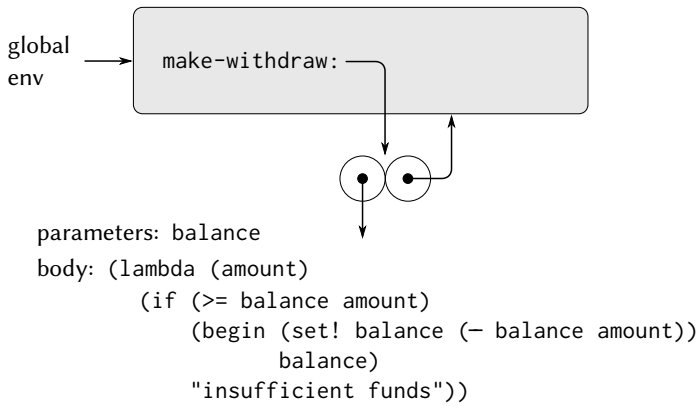 global
env
make-withdraw:
parameters: balance
body: (lambda (amount)
(if (>= balance amount)
(begin (set! balance (− balance amount))
balance)
"insufficient funds"))